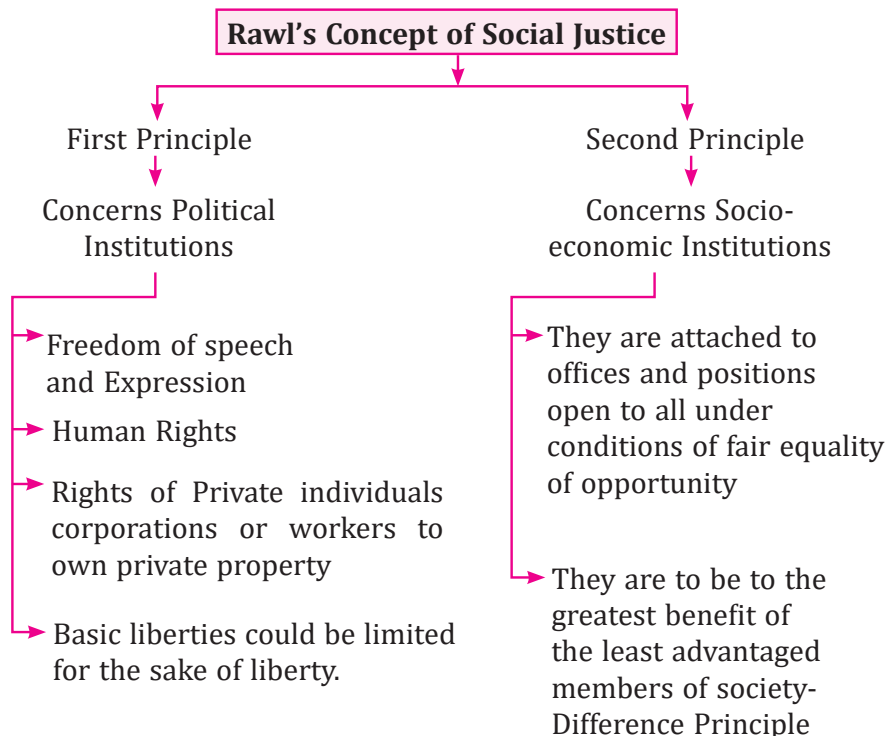 Rawl’s Concept of Social Justice
First Principle
Concerns Political
Institutions
Freedom of speech
and Expression
Human Rights
Rights of Private individuals
corporations or workers to
own private property
Basic liberties could be limited
for the sake of liberty.
Second Principle
Concerns Socio-
economic Institutions
They are attached to
offices and positions
open to all under
conditions of fair equality
of opportunity
They are to be to the
greatest benefit of
the least advantaged
members of society-
Difference Principle